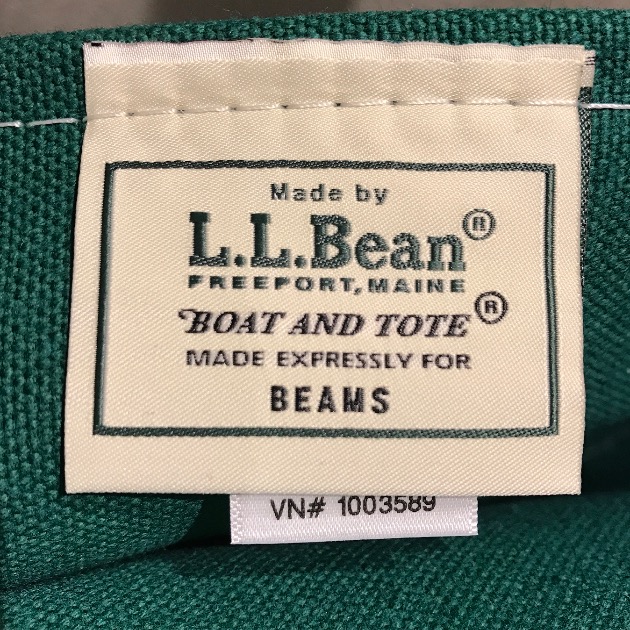 Made by
L.L.Bean®
FREEPORT, MAINE
BOAT AND TOTE®
MADE EXPRESSLY FOR
BEAMS
VN# 1003589